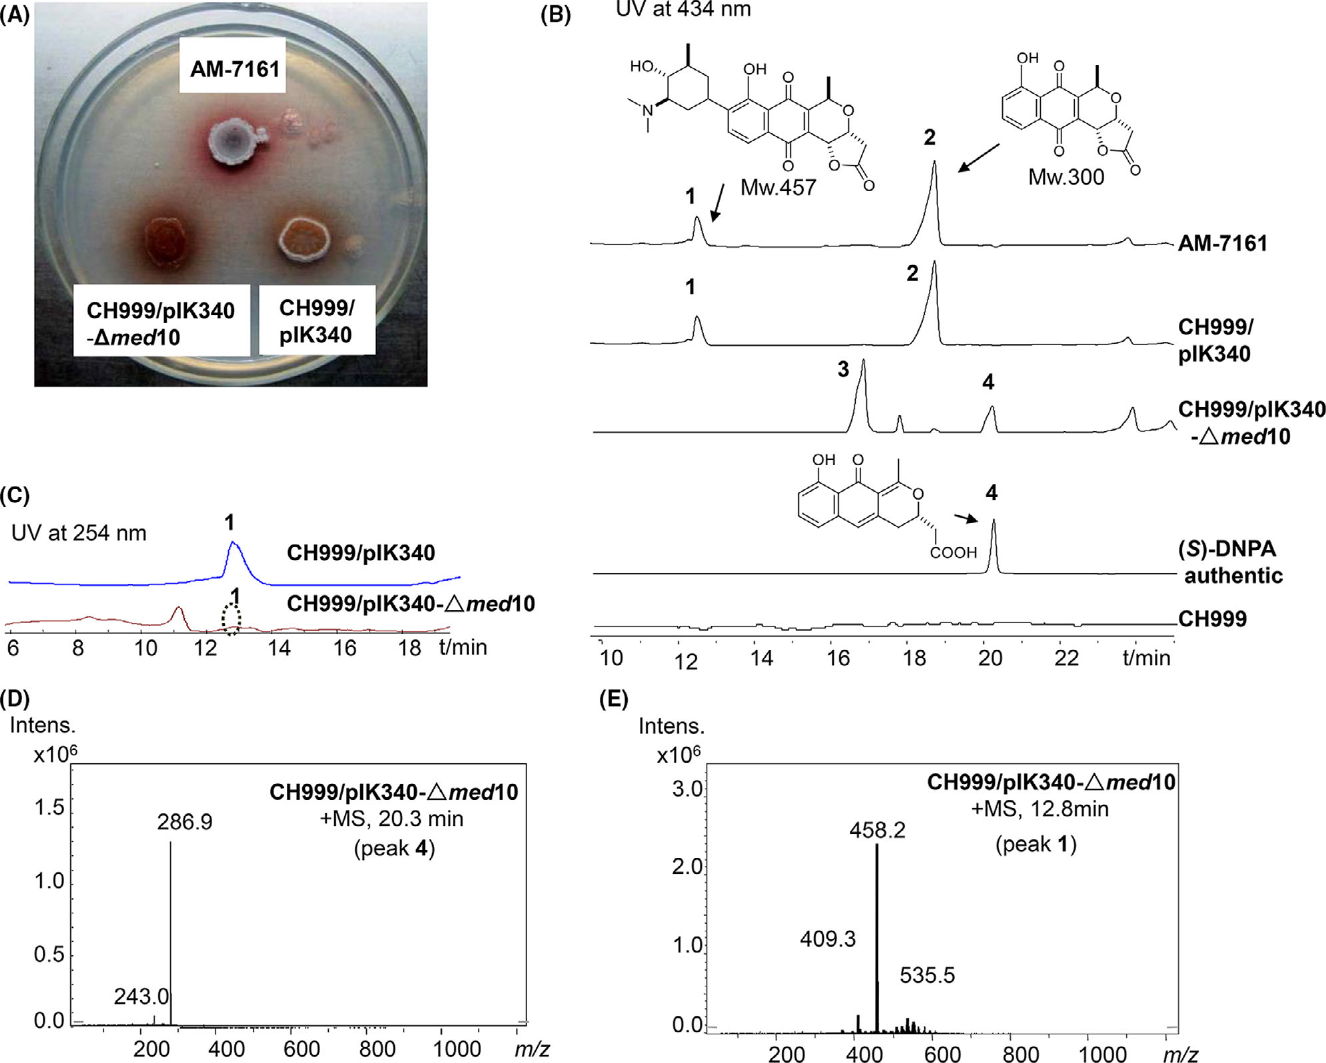 (A)
AM-7161
CH999/pIK340
-Δmed10
CH999/
pIK340
(B)
UV at 434 nm
HO
N
OH
O
O
O
O
O
Mw.457
OH
O
O
O
O
O
Mw.300
1
2
AM-7161
1
2
CH999/
pIK340
3
4
CH999/pIK340
-△med10
OH
O
O
COOH
4
(S)-DNPA
authentic
CH999
10 12 14 16 18 20 22 t/min
(C)
UV at 254 nm
1
CH999/pIK340
1
CH999/pIK340-△med10
6 8 10 12 14 16 18 t/min
(D)
Intens.
x10⁶
CH999/pIK340-△med10
+MS, 20.3 min
(peak 4)
286.9
243.0
1.5
1.0
0.5
0.0
200 400 600 800 1000 m/z
(E)
Intens.
x10⁶
CH999/pIK340-△med10
+MS, 12.8min
(peak 1)
458.2
409.3
535.5
3.0
2.0
1.0
0.0
200 400 600 800 1000 m/z